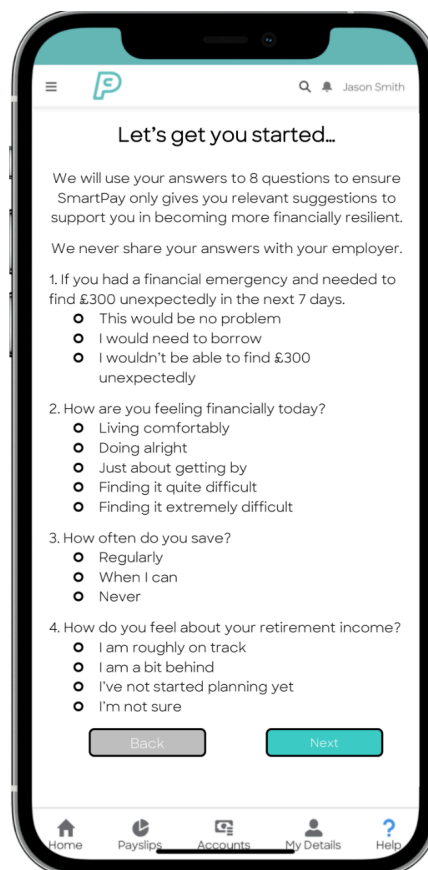 Jason Smith
Let's get you started...
We will use your answers to 8 questions to ensure
SmartPay only gives you relevant suggestions to
support you in becoming more financially resilient.
We never share your answers with your employer.
1. If you had a financial emergency and needed to
find £300 unexpectedly in the next 7 days.
This would be no problem
I would need to borrow
I wouldn't be able to find £300
unexpectedly
2. How are you feeling financially today?
Living comfortably
Doing alright
Just about getting by
Finding it quite difficult
Finding it extremely difficult
3. How often do you save?
Regularly
When I can
Never
4. How do you feel about your retirement income?
I am roughly on track
I am a bit behind
I've not started planning yet
I'm not sure
Back Next
Home Payslips Accounts My Details Help